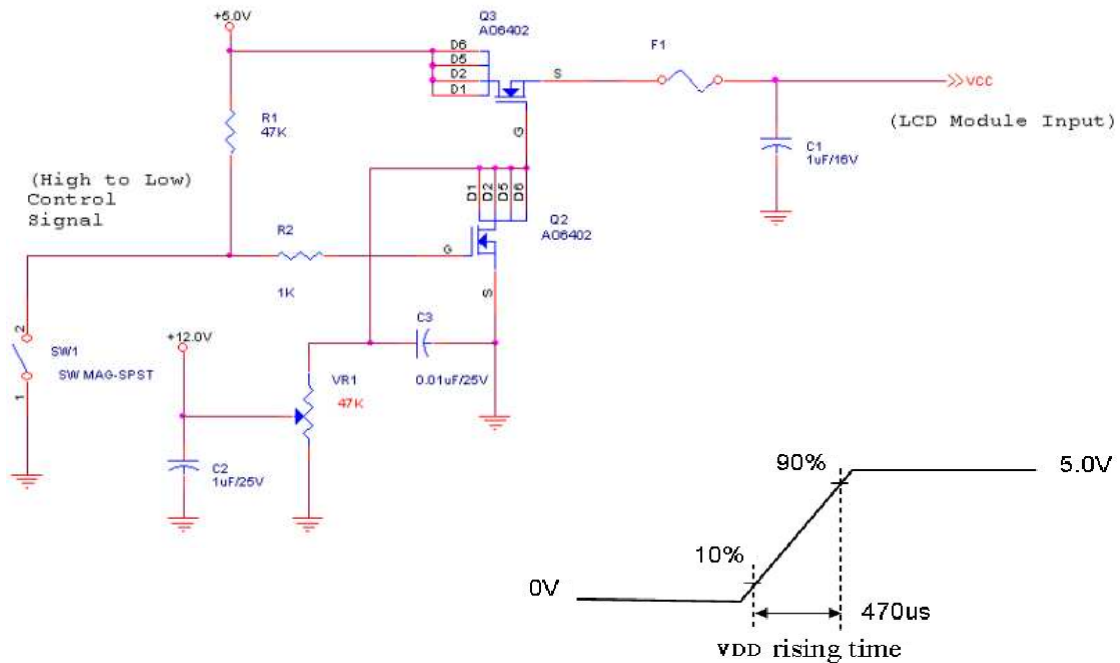 +5.0V
Q3
AO6402
D6
D5
D2
D1
S
G
F1
VCC
(LCD Module Input)
C1
1uF/16V
R1
47K
(High to Low)
Control
Signal
D1
D2
D5
D6
Q2
AO6402
R2
1K
G
S
2
1
SW1
SW MAG-SPST
+12.0V
C3
0.01uF/25V
VR1
47K
C2
1uF/25V
90%
5.0V
10%
0V
470us
VDD rising time